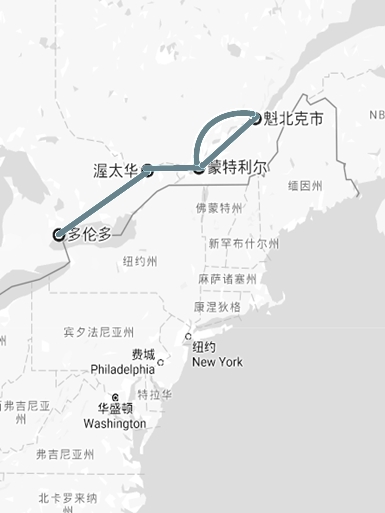 魁北克市
NB
渥太华
蒙特利尔
缅因州
佛蒙特州
多伦多
新罕布什尔州
纽约州
麻萨诸塞州
康涅狄格
宾夕法尼亚州
纽约
New York
费城
Philadelphia
特拉华
华盛顿
Washington
弗吉尼亚
州
弗吉尼亚州
北卡罗来纳
州